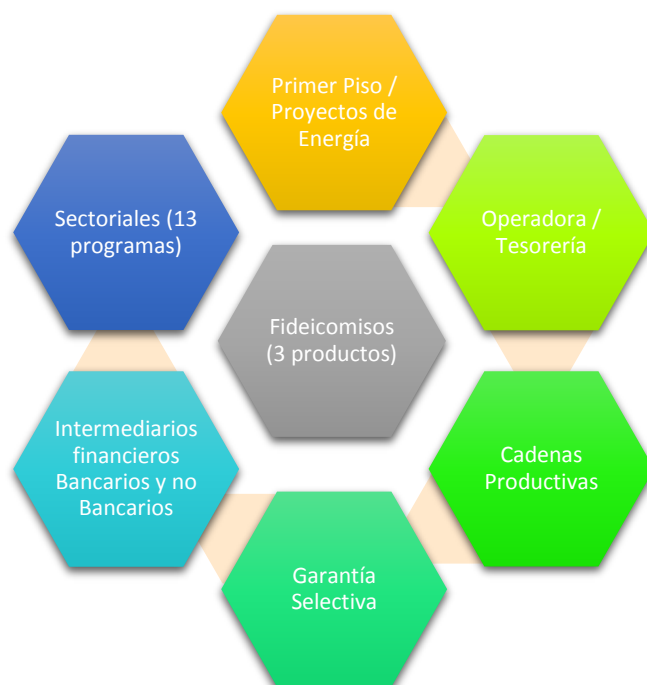 Primer Piso /
Proyectos de
Energía
Sectoriales (13
programas)
Operadora /
Tesorería
Fideicomisos
(3 productos)
Intermediarios
financieros
Bancarios y no
Bancarios
Cadenas
Productivas
Garantía
Selectiva